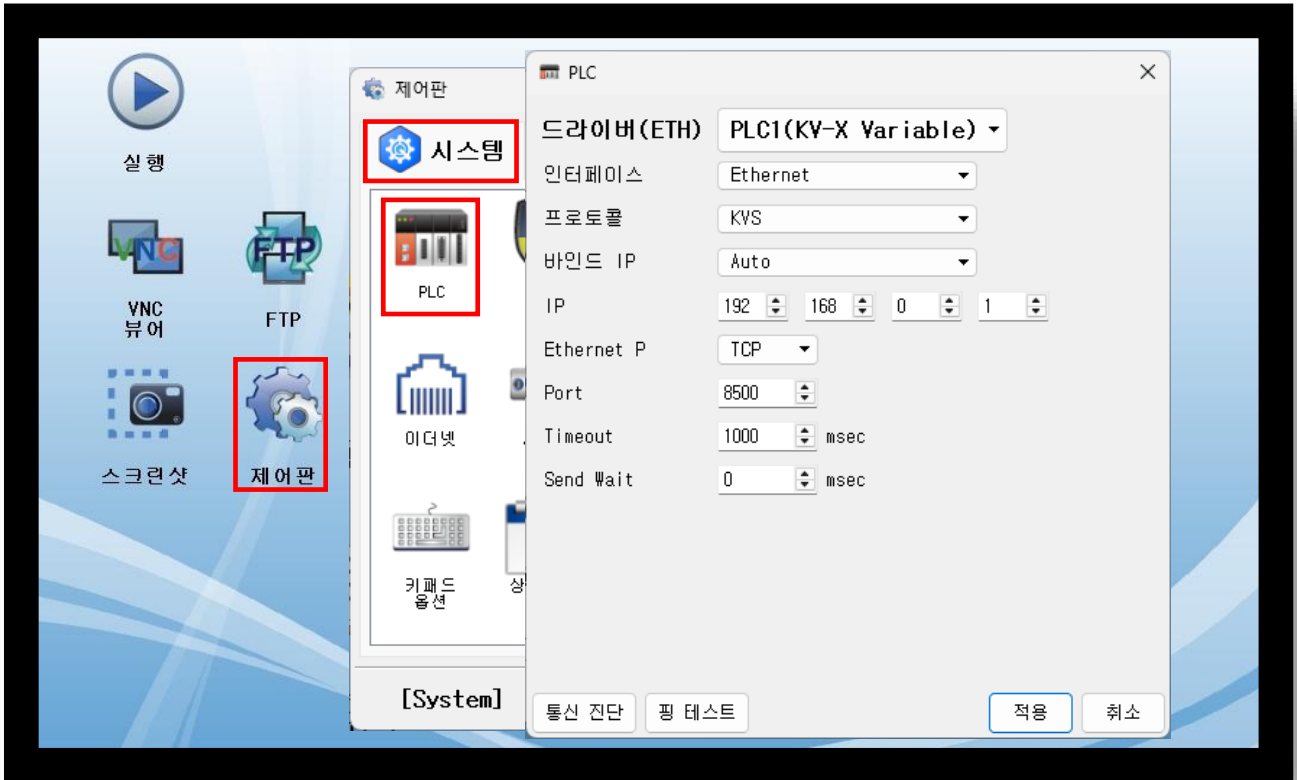 실행
VNC
VNC
뷰어
FTP
FTP
스크린샷
제어판
제어판
시스템
PLC
이더넷
키패드
옵션
상
[System]
PLC
드라이버(ETH) PLC1(KV-X Variable)
인터페이스 Ethernet
프로토콜 KVS
바인드 IP Auto
IP 192 168 0 1
Ethernet P TCP
Port 8500
Timeout 1000 msec
Send Wait 0 msec
통신 진단 핑 테스트 적용 취소